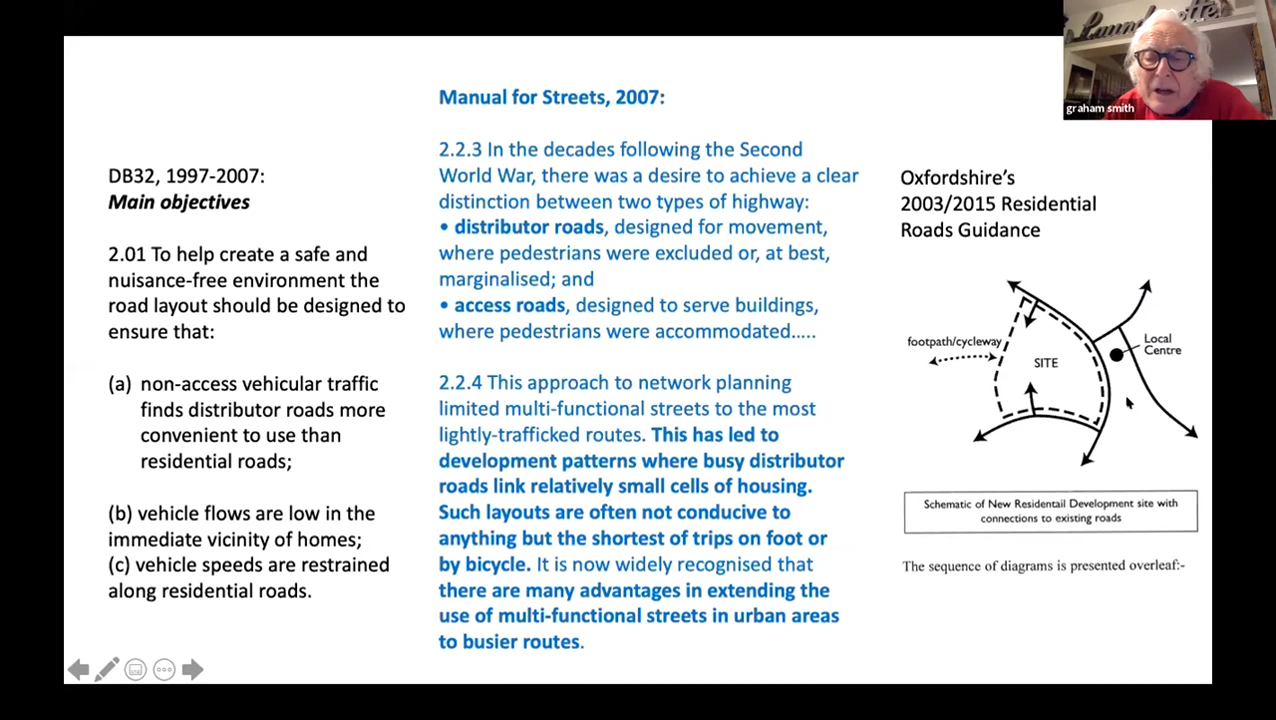 Laundrette
graham smith
DB32, 1997-2007:
Main objectives
2.01 To help create a safe and
nuisance-free environment the
road layout should be designed to
ensure that:
(a) non-access vehicular traffic
finds distributor roads more
convenient to use than
residential roads;
(b) vehicle flows are low in the
immediate vicinity of homes;
(c) vehicle speeds are restrained
along residential roads.
Manual for Streets, 2007:
2.2.3 In the decades following the Second
World War, there was a desire to achieve a clear
distinction between two types of highway:
• distributor roads, designed for movement,
where pedestrians were excluded or, at best,
marginalised; and
• access roads, designed to serve buildings,
where pedestrians were accommodated.....
2.2.4 This approach to network planning
limited multi-functional streets to the most
lightly-trafficked routes. This has led to
development patterns where busy distributor
roads link relatively small cells of housing.
Such layouts are often not conducive to
anything but the shortest of trips on foot or
by bicycle. It is now widely recognised that
there are many advantages in extending the
use of multi-functional streets in urban areas
to busier routes.
Oxfordshire's
2003/2015 Residential
Roads Guidance
footpath/cycleway
SITE
Local
Centre
Schematic of New Residentail Development site with
connections to existing roads
The sequence of diagrams is presented overleaf:-